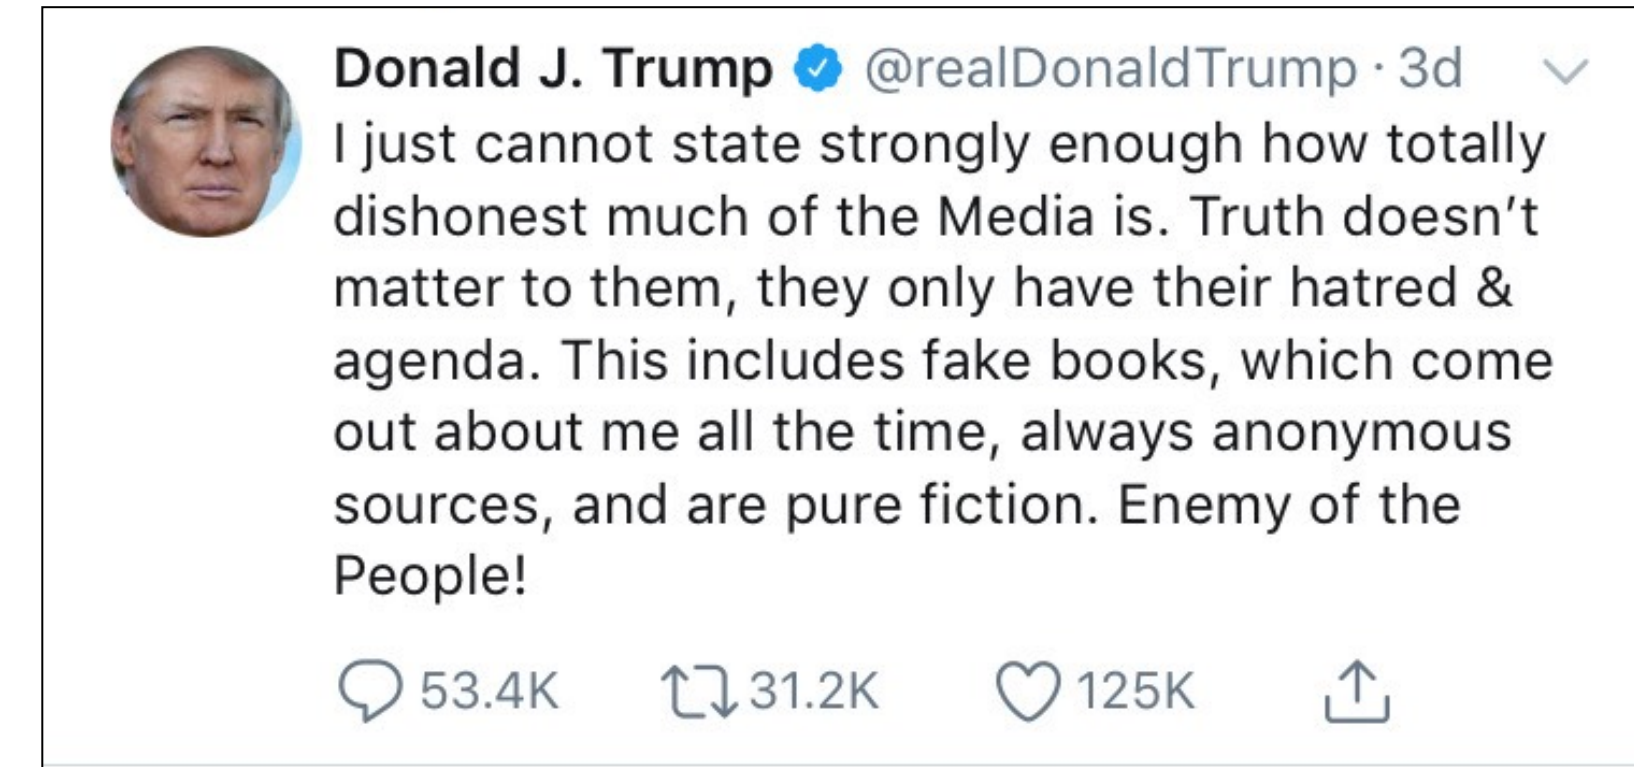 Donald J. Trump @realDonaldTrump · 3d
I just cannot state strongly enough how totally
dishonest much of the Media is. Truth doesn’t
matter to them, they only have their hatred &
agenda. This includes fake books, which come
out about me all the time, always anonymous
sources, and are pure fiction. Enemy of the
People!
53.4K 31.2K 125K